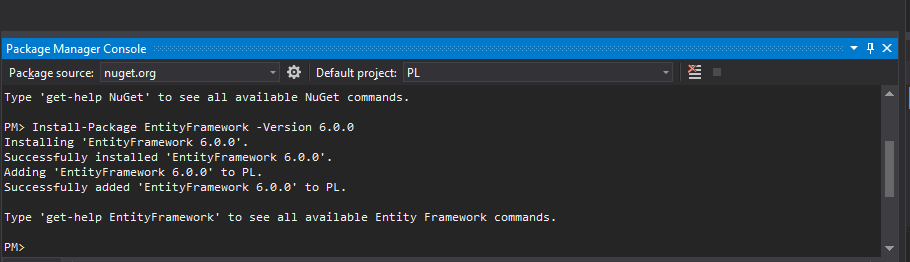 Package Manager Console
Package source: nuget.org Default project: PL
Type 'get-help NuGet' to see all available NuGet commands.
PM> Install-Package EntityFramework -Version 6.0.0
Installing 'EntityFramework 6.0.0'.
Successfully installed 'EntityFramework 6.0.0'.
Adding 'EntityFramework 6.0.0' to PL.
Successfully added 'EntityFramework 6.0.0' to PL.
Type 'get-help EntityFramework' to see all available Entity Framework commands.
PM>